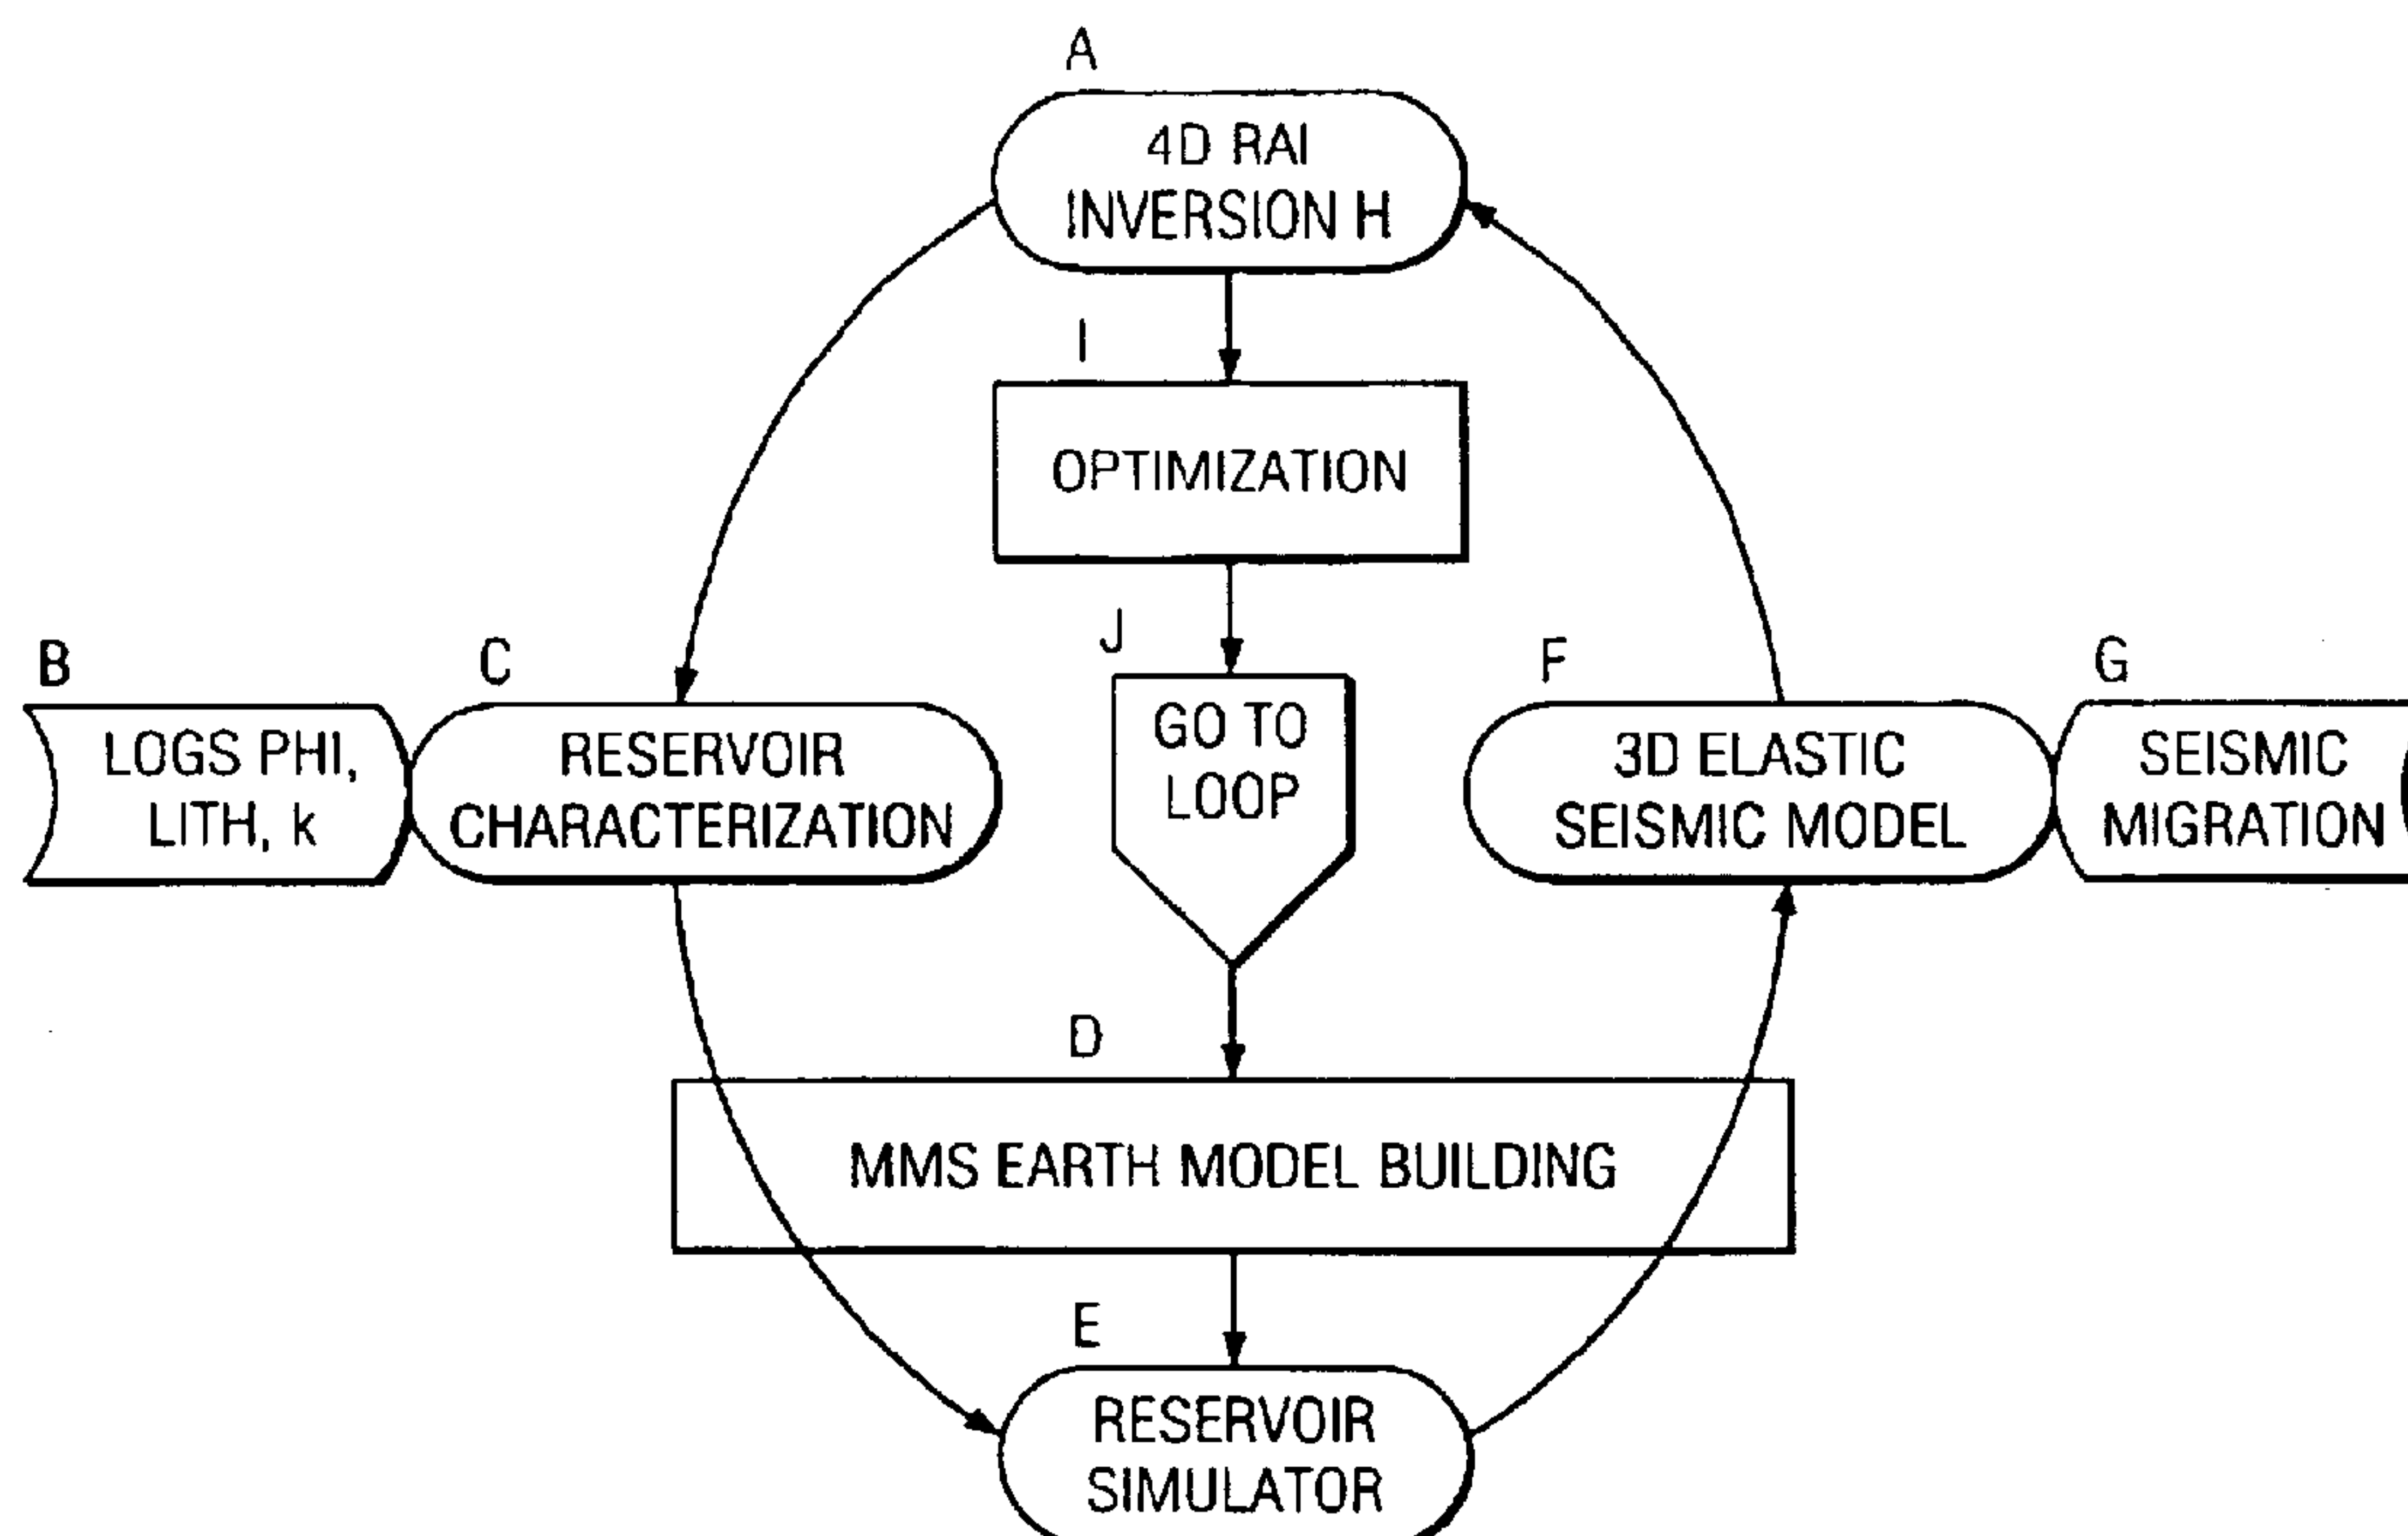 A
4D RAI
INVERSION H
I
OPTIMIZATION
J
GO TO
LOOP
B
LOGS PHI,
LITH, k
C
RESERVOIR
CHARACTERIZATION
F
3D ELASTIC
SEISMIC MODEL
G
SEISMIC
MIGRATION
D
MMS EARTH MODEL BUILDING
E
RESERVOIR
SIMULATOR